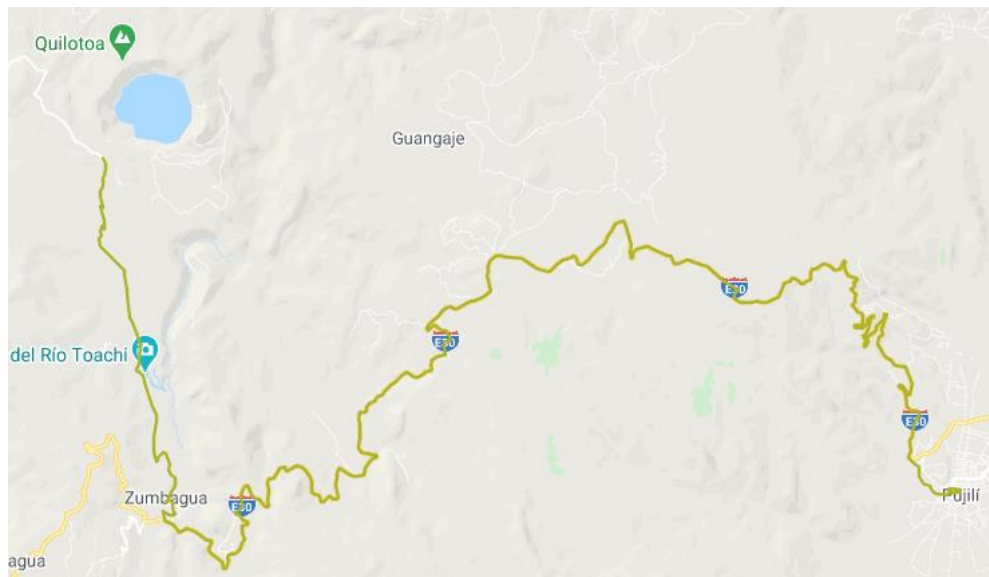 Quilotoa
Guangaje
E30
E30
del Río Toachi
E30
Zumbagua
E30
Pujilí
agua